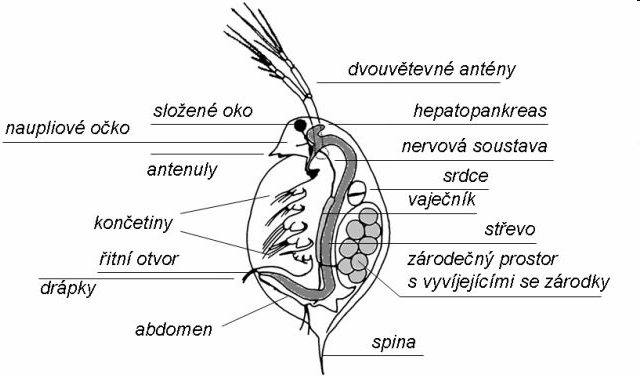 dvouvětevné antény
složené oko
hepatopankreas
naupliové očko
nervová soustava
antenuly
srdce
vaječník
končetiny
střevo
řitní otvor
zárodečný prostor
s vyvíjejícími se zárodky
drápky
abdomen
spina